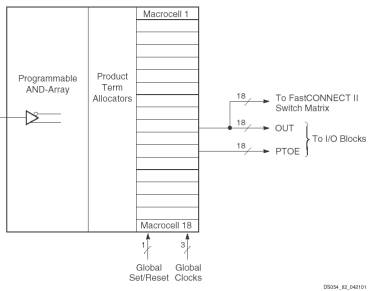 Macrocell 1
Programmable
AND-Array
Product
Term
Allocators
18
To FastCONNECT II
Switch Matrix
18
OUT
To I/O Blocks
18
PTOE
Macrocell 18
1
3
Global
Set/Reset
Global
Clocks
DS054_02_042101